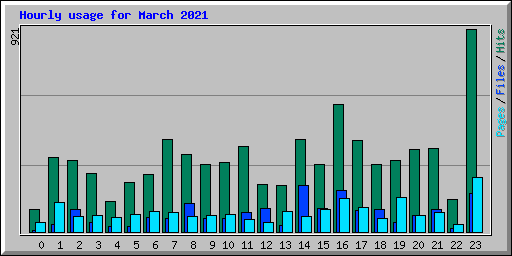 Hourly usage for March 2021
921
Pages/Files/Hits
0 1 2 3 4 5 6 7 8 9 10 11 12 13 14 15 16 17 18 19 20 21 22 23